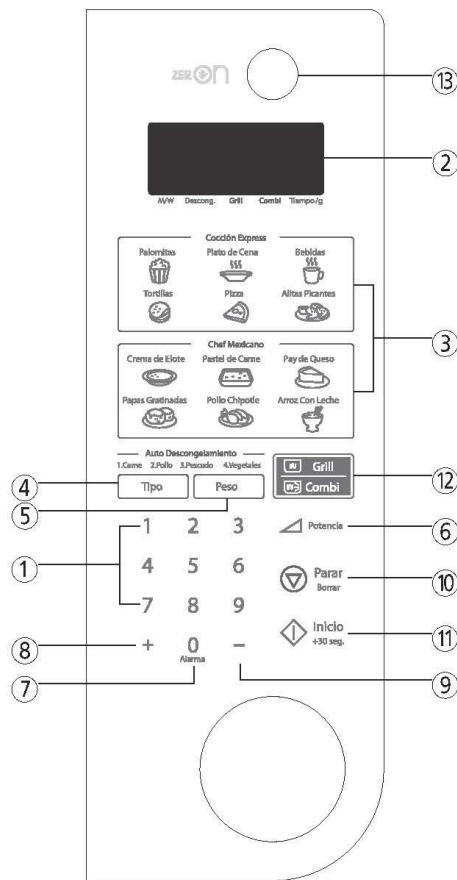 ZERO ON
13
2
M/W Descong. Grill Combi Tiempo/g
Cocción Express
Palomitas Plato de Cena Bebidas
Tortillas Pizza Alitas Picantes
3
Chef Mexicano
Crema de Elote Pastel de Carne Pay de Queso
Papas Gratinadas Pollo Chipotle Arroz Con Leche
Auto Descongelamiento
1.Carne 2.Pollo 3.Pescado 4.Vegetales
4 Tipo Peso
Grill
Combi
12
5
1 2 3 Potencia 6
1
4 5 6 Parar
Borrar
10
7 8 9 Inicio
+30 seg.
11
8 + 0 -
Alarma
7
9